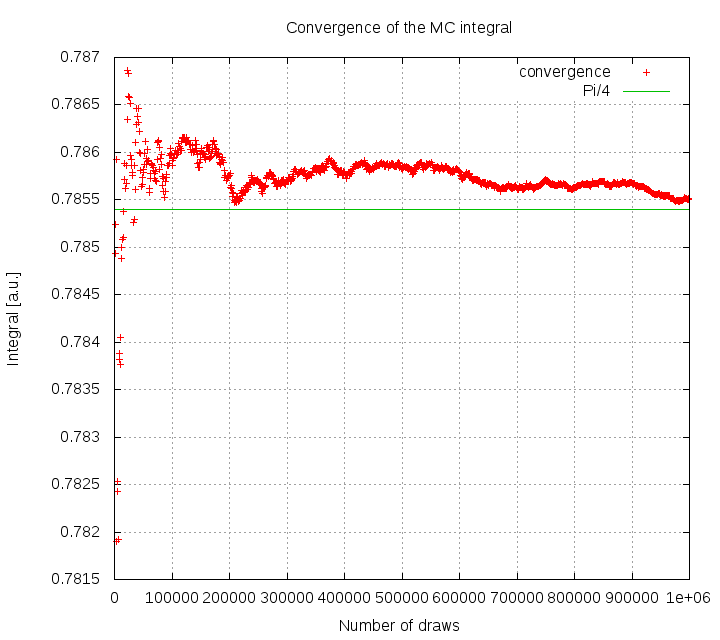 Convergence of the MC integral
0.787
0.7865
0.786
0.7855
0.785
0.7845
0.784
0.7835
0.783
0.7825
0.782
0.7815
convergence
Pi/4
Integral [a.u.]
0 100000 200000 300000 400000 500000 600000 700000 800000 900000 1e+06
Number of draws